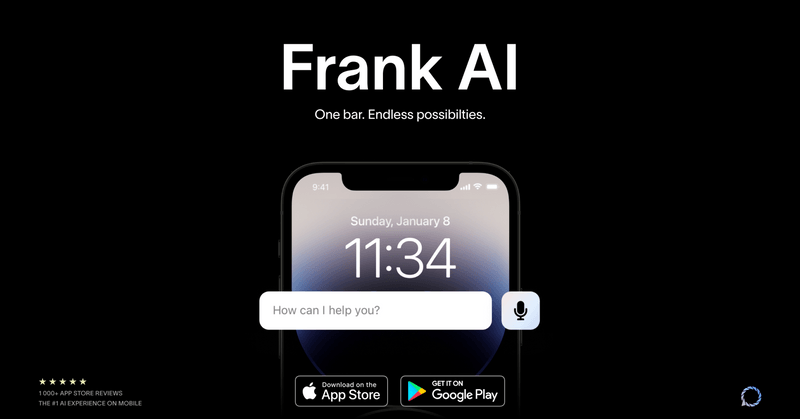 Frank AI
One bar. Endless possibilties.
9:41
Sunday, January 8
11:34
How can I help you?
Download on the
App Store
GET IT ON
Google Play
★★★★★
1 000+ APP STORE REVIEWS
THE #1 AI EXPERIENCE ON MOBILE